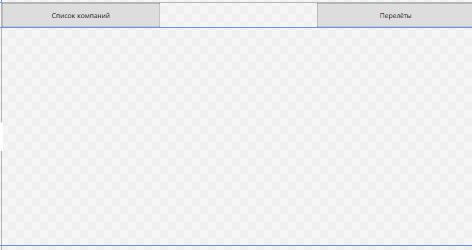 Список компаний
Перелёты